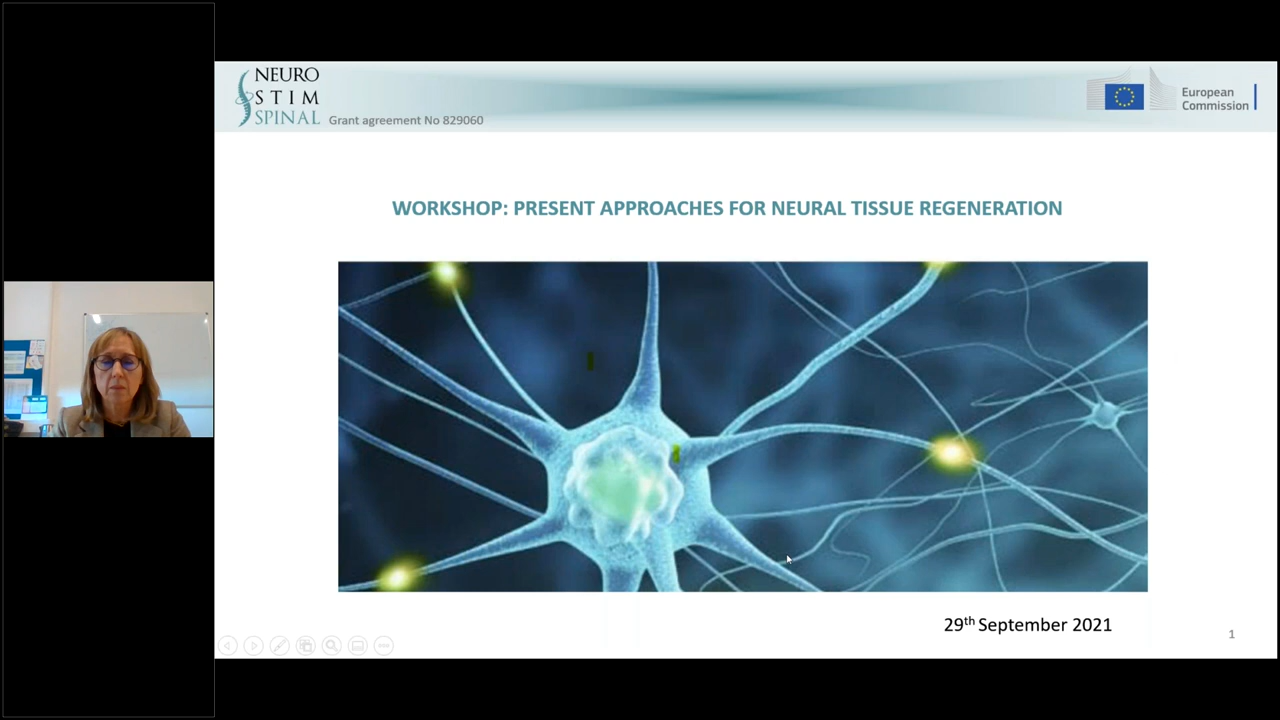 NEURO
STIM
SPINAL
Grant agreement No 829060
European
Commission
WORKSHOP: PRESENT APPROACHES FOR NEURAL TISSUE REGENERATION
29th September 2021
1